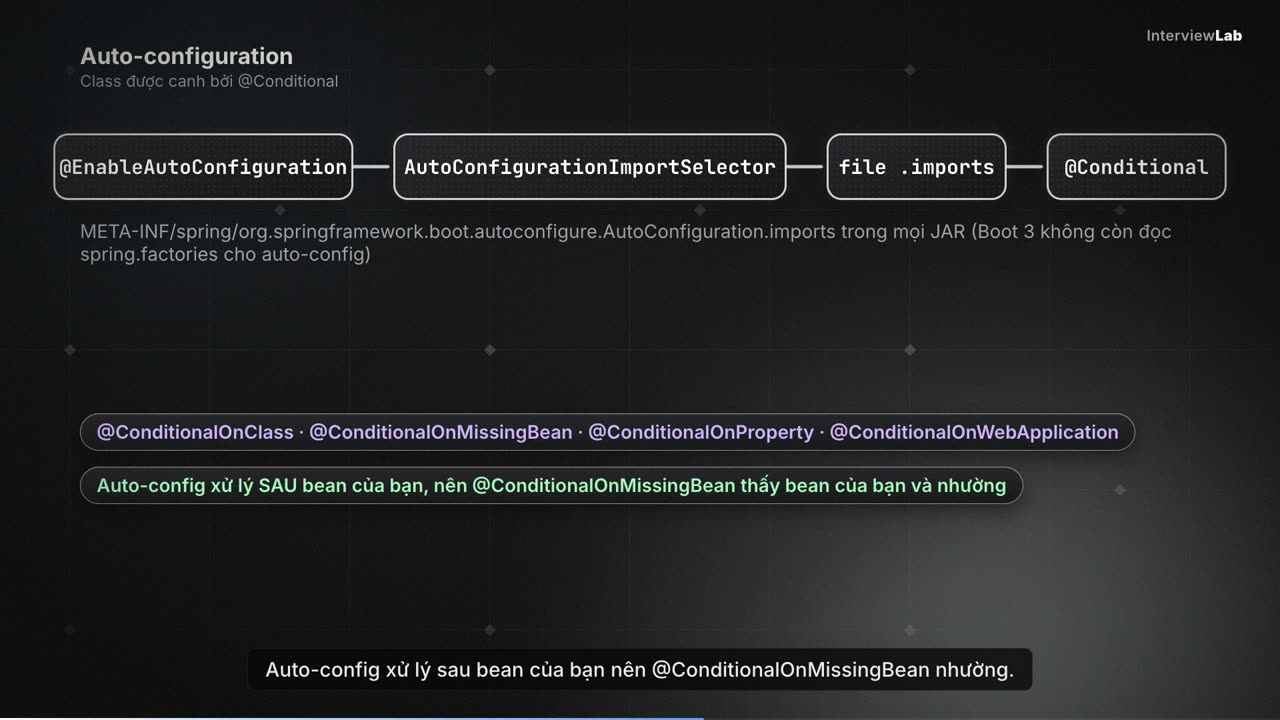 InterviewLab
Auto-configuration
Class được canh bởi @Conditional
@EnableAutoConfiguration
AutoConfigurationImportSelector
file .imports
@Conditional
META-INF/spring/org.springframework.boot.autoconfigure.AutoConfiguration.imports trong mọi JAR (Boot 3 không còn đọc
spring.factories cho auto-config)
@ConditionalOnClass · @ConditionalOnMissingBean · @ConditionalOnProperty · @ConditionalOnWebApplication
Auto-config xử lý SAU bean của bạn, nên @ConditionalOnMissingBean thấy bean của bạn và nhường
Auto-config xử lý sau bean của bạn nên @ConditionalOnMissingBean nhường.